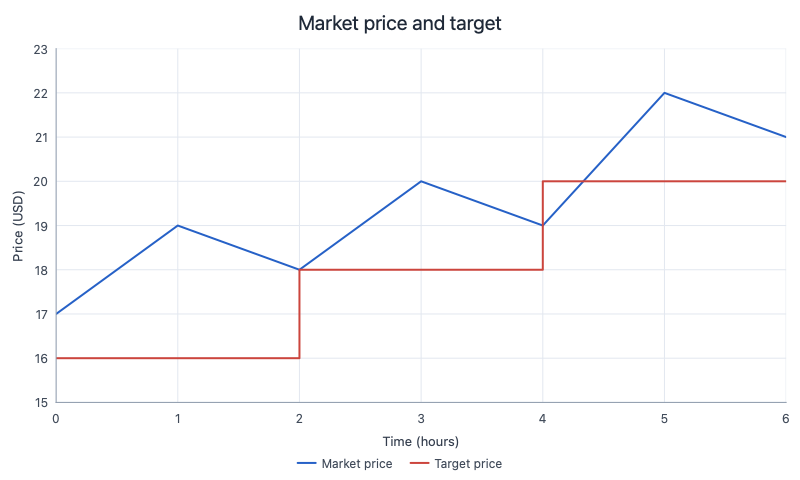 Market price and target
Price (USD)
23
22
21
20
19
18
17
16
15
0 1 2 3 4 5 6
Time (hours)
Market price Target price